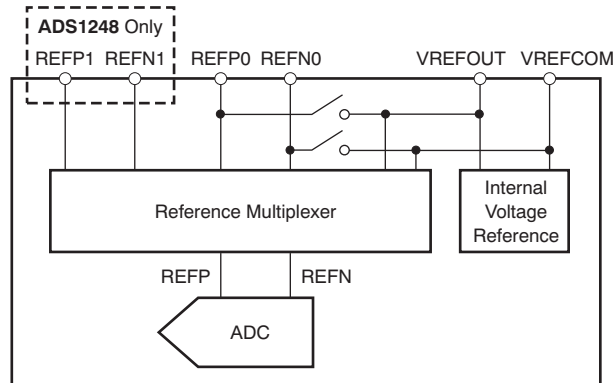 ADS1248 Only
REFP1 REFN1 REFP0 REFN0 VREFOUT VREFCOM
Reference Multiplexer
Internal
Voltage
Reference
REFP REFN
ADC